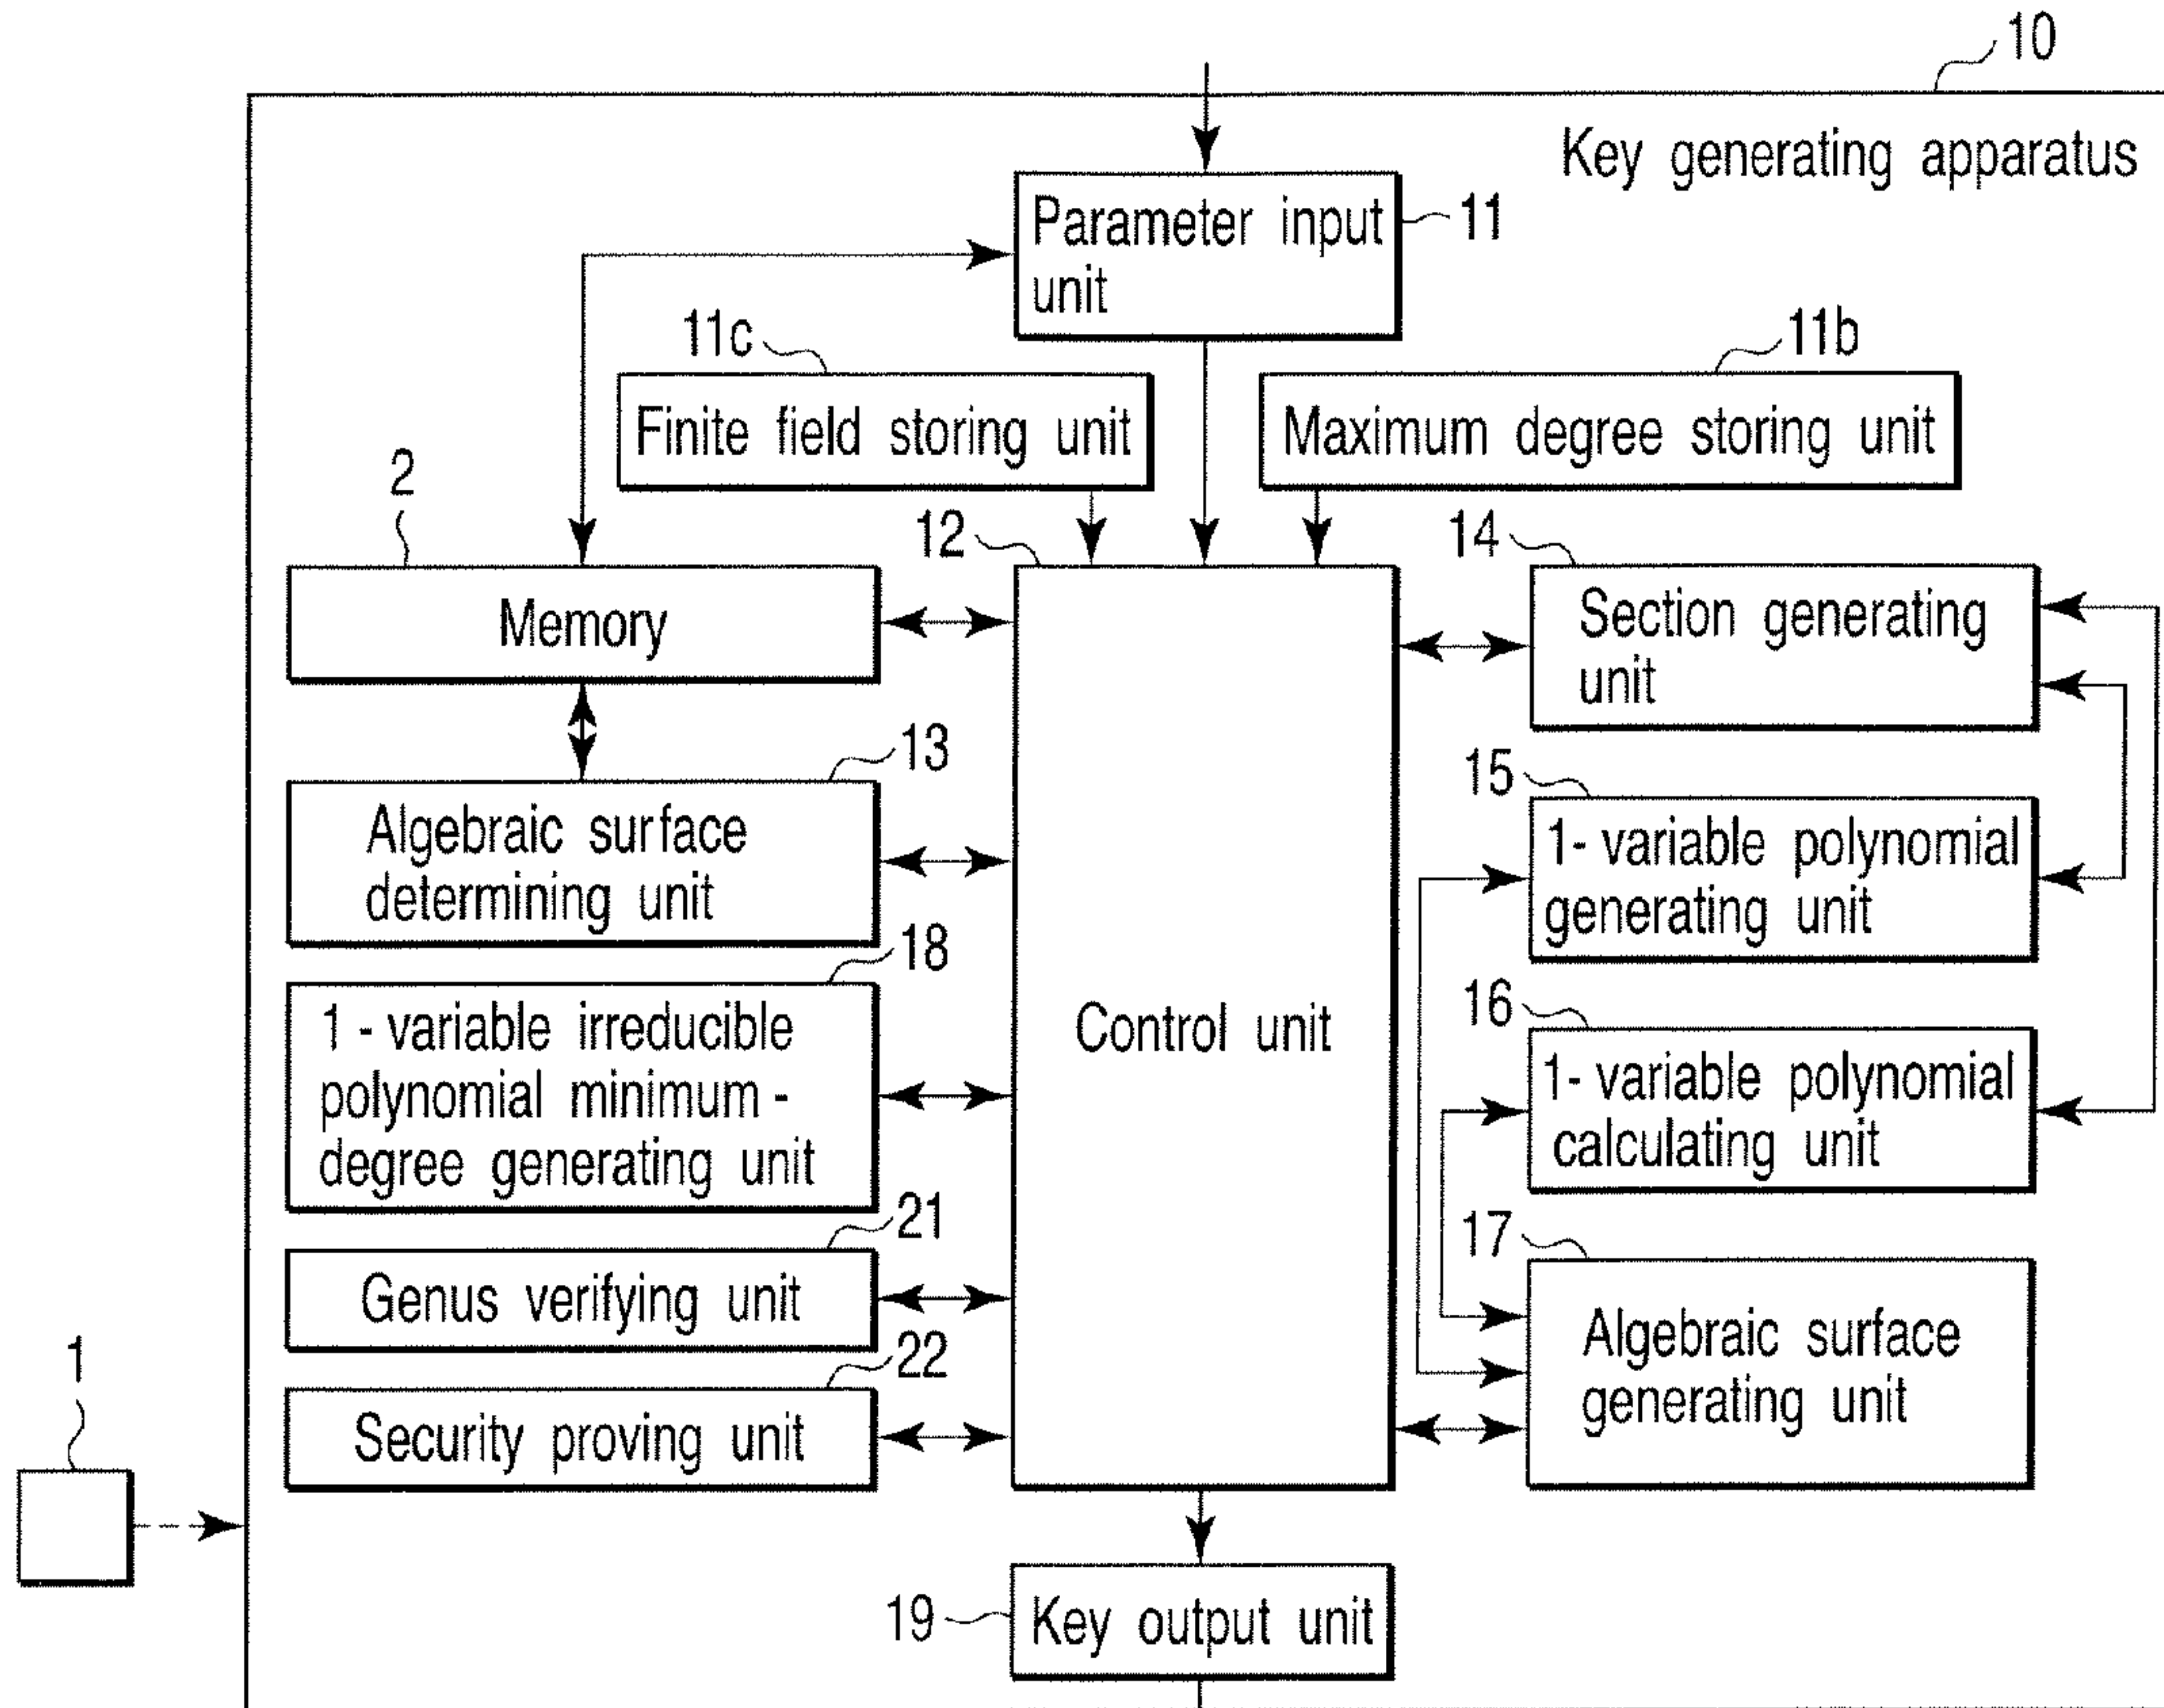 10
Key generating apparatus
Parameter input
unit
11
11c
11b
Finite field storing unit
Maximum degree storing unit
2
12
14
Memory
Section generating
unit
13
15
Algebraic surface
determining unit
1- variable polynomial
generating unit
18
16
1 - variable irreducible
polynomial minimum -
degree generating unit
Control unit
1- variable polynomial
calculating unit
21
17
Genus verifying unit
Algebraic surface
generating unit
22
1
Security proving unit
19
Key output unit